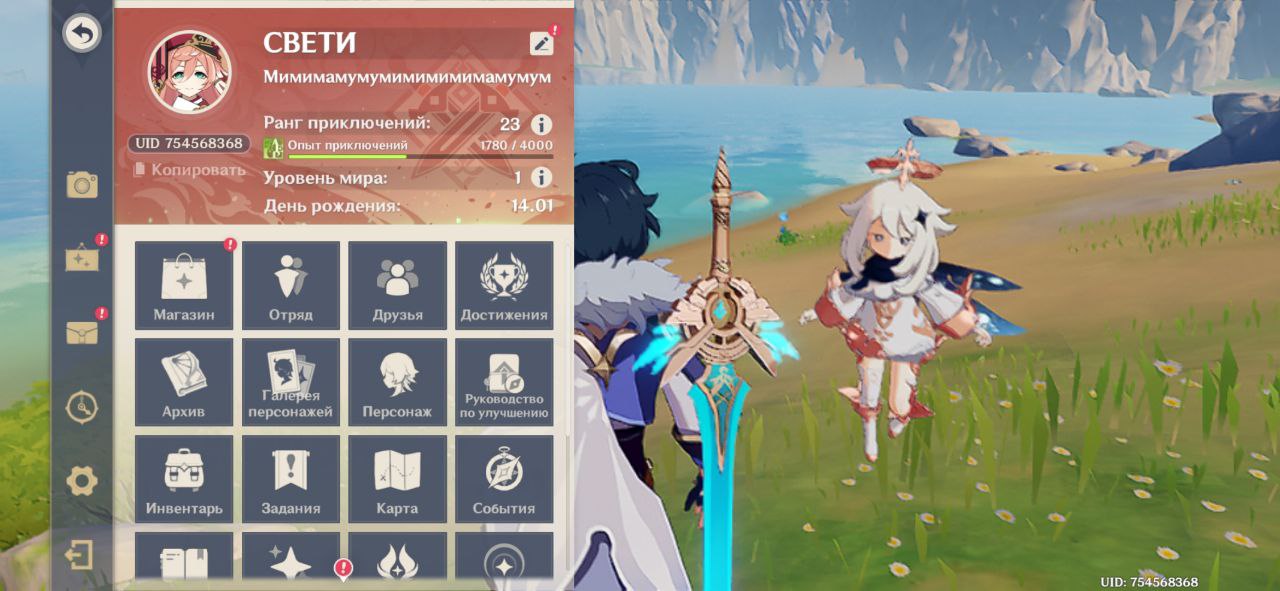 СВЕТИ
Мимимамумумимимимимамумум
Ранг приключений: 23
Опыт приключений 1780 / 4000
UID 754568368
Копировать
Уровень мира: 1
День рождения: 14.01
Магазин Отряд Друзья Достижения
Архив Галерея персонажей Персонаж Руководство по улучшению
Инвентарь Задания Карта События
UID: 754568368